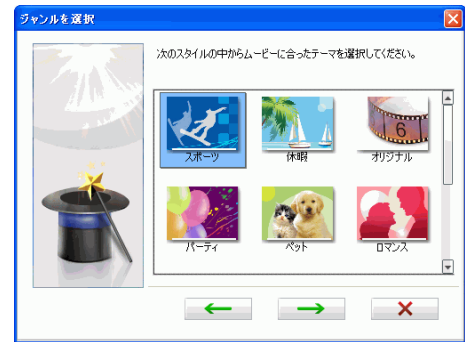 ジャンルを選択
次のスタイルの中からムービーに合ったテーマを選択してください。
6
スポーツ
休暇
オリジナル
パーティ
ペット
ロマンス